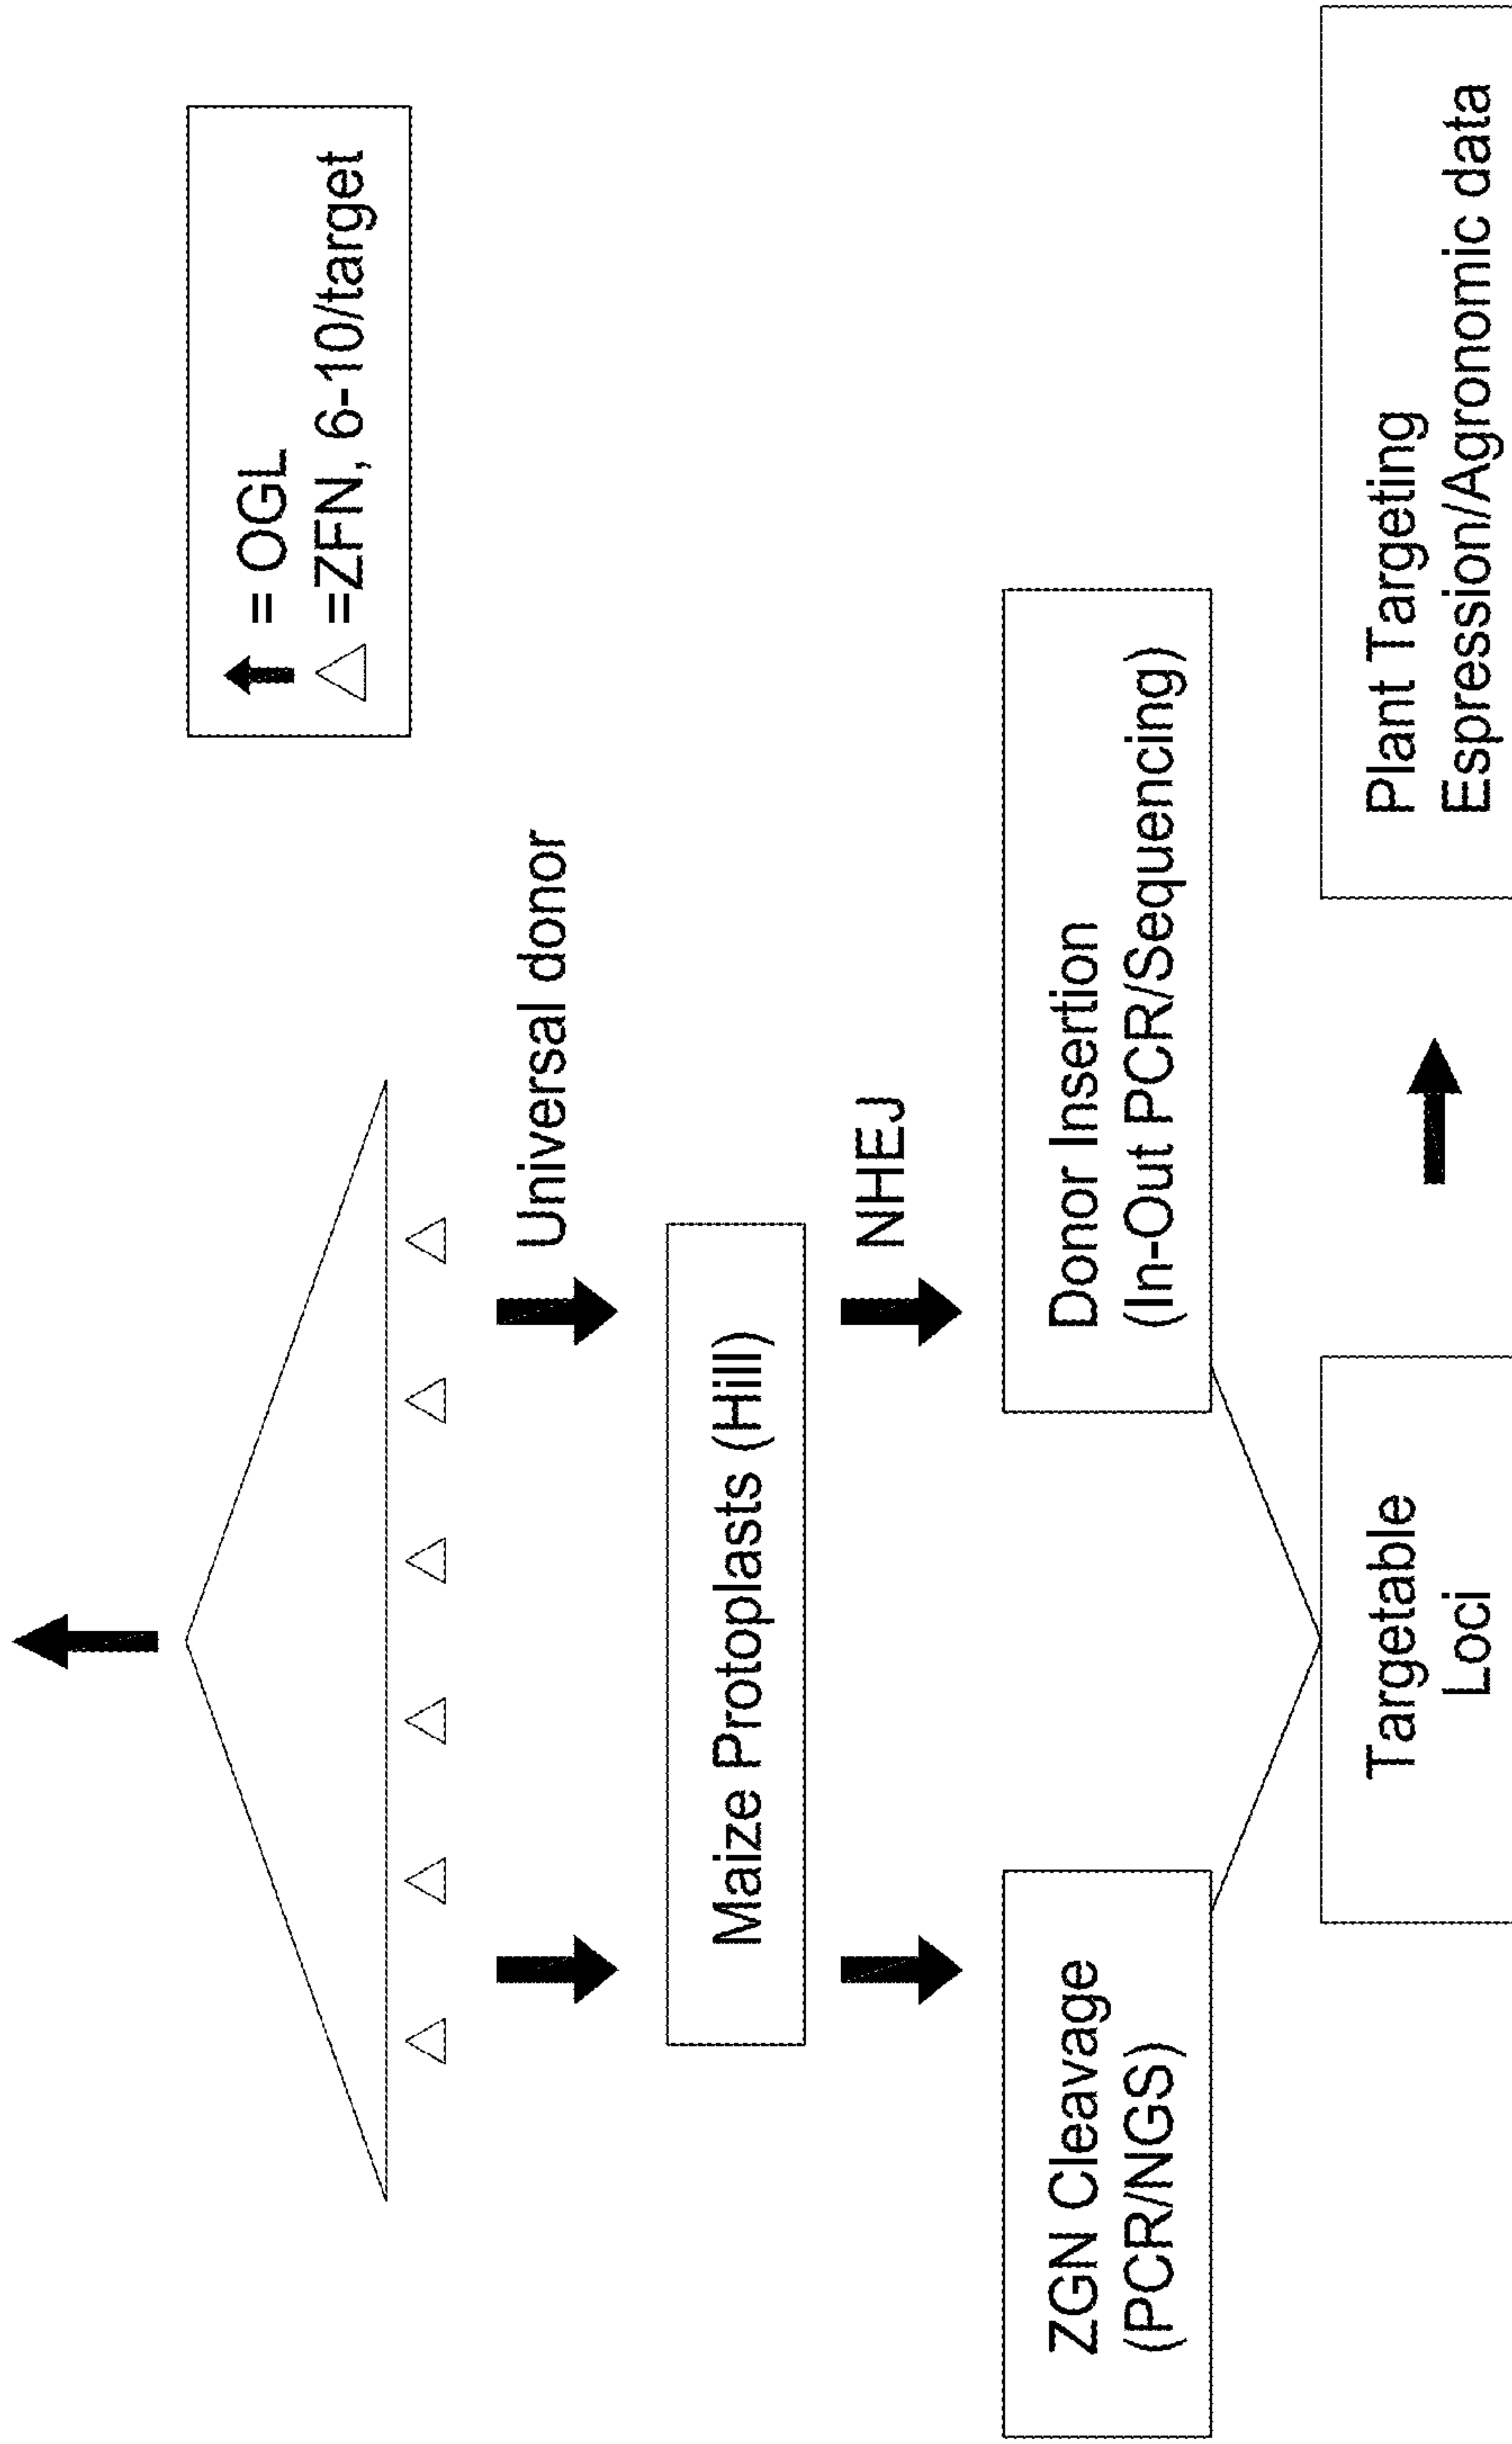 = OGL
=ZFN, 6-10/target
Universal donor
Maize Protoplasts (Hill)
NHEJ
ZGN Cleavage
(PCR/NGS)
Donor Insertion
(In-Out PCR/Sequencing)
Targetable
Loci
Plant Targeting
Espression/Agronomic data